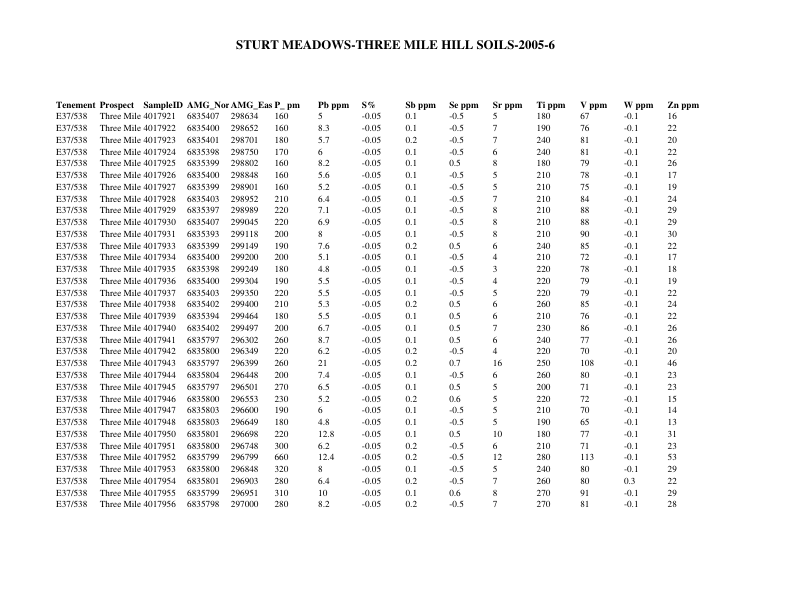 STURT MEADOWS-THREE MILE HILL SOILS-2005-6
Tenement Prospect SampleID AMG_Nor AMG_Eas P_ pm Pb ppm S% Sb ppm Se ppm Sr ppm Ti ppm V ppm W ppm Zn ppm
E37/538 Three Mile 4017921 6835407 298634 160 5 -0.05 0.1 -0.5 5 180 67 -0.1 16
E37/538 Three Mile 4017922 6835400 298652 160 8.3 -0.05 0.1 -0.5 7 190 76 -0.1 22
E37/538 Three Mile 4017923 6835401 298701 180 5.7 -0.05 0.2 -0.5 7 240 81 -0.1 20
E37/538 Three Mile 4017924 6835398 298750 170 6 -0.05 0.1 -0.5 6 240 81 -0.1 22
E37/538 Three Mile 4017925 6835399 298802 160 8.2 -0.05 0.1 0.5 8 180 79 -0.1 26
E37/538 Three Mile 4017926 6835400 298848 160 5.6 -0.05 0.1 -0.5 5 210 78 -0.1 17
E37/538 Three Mile 4017927 6835399 298901 160 5.2 -0.05 0.1 -0.5 5 210 75 -0.1 19
E37/538 Three Mile 4017928 6835403 298952 210 6.4 -0.05 0.1 -0.5 7 210 84 -0.1 24
E37/538 Three Mile 4017929 6835397 298989 220 7.1 -0.05 0.1 -0.5 8 210 88 -0.1 29
E37/538 Three Mile 4017930 6835407 299045 220 6.9 -0.05 0.1 -0.5 8 210 88 -0.1 29
E37/538 Three Mile 4017931 6835393 299118 200 8 -0.05 0.1 -0.5 8 210 90 -0.1 30
E37/538 Three Mile 4017933 6835399 299149 190 7.6 -0.05 0.2 0.5 6 240 85 -0.1 22
E37/538 Three Mile 4017934 6835400 299200 200 5.1 -0.05 0.1 -0.5 4 210 72 -0.1 17
E37/538 Three Mile 4017935 6835398 299249 180 4.8 -0.05 0.1 -0.5 3 220 78 -0.1 18
E37/538 Three Mile 4017936 6835400 299304 190 5.5 -0.05 0.1 -0.5 4 220 79 -0.1 19
E37/538 Three Mile 4017937 6835403 299350 220 5.5 -0.05 0.1 -0.5 5 220 79 -0.1 22
E37/538 Three Mile 4017938 6835402 299400 210 5.3 -0.05 0.2 0.5 6 260 85 -0.1 24
E37/538 Three Mile 4017939 6835394 299464 180 5.5 -0.05 0.1 0.5 6 210 76 -0.1 22
E37/538 Three Mile 4017940 6835402 299497 200 6.7 -0.05 0.1 0.5 7 230 86 -0.1 26
E37/538 Three Mile 4017941 6835797 296302 260 8.7 -0.05 0.1 0.5 6 240 77 -0.1 26
E37/538 Three Mile 4017942 6835800 296349 220 6.2 -0.05 0.2 -0.5 4 220 70 -0.1 20
E37/538 Three Mile 4017943 6835797 296399 260 21 -0.05 0.2 0.7 16 250 108 -0.1 46
E37/538 Three Mile 4017944 6835804 296448 200 7.4 -0.05 0.1 -0.5 6 260 80 -0.1 23
E37/538 Three Mile 4017945 6835797 296501 270 6.5 -0.05 0.1 0.5 5 200 71 -0.1 23
E37/538 Three Mile 4017946 6835800 296553 230 5.2 -0.05 0.2 0.6 5 220 72 -0.1 15
E37/538 Three Mile 4017947 6835803 296600 190 6 -0.05 0.1 -0.5 5 210 70 -0.1 14
E37/538 Three Mile 4017948 6835803 296649 180 4.8 -0.05 0.1 -0.5 5 190 65 -0.1 13
E37/538 Three Mile 4017950 6835801 296698 220 12.8 -0.05 0.1 0.5 10 180 77 -0.1 31
E37/538 Three Mile 4017951 6835800 296748 300 6.2 -0.05 0.2 -0.5 6 210 71 -0.1 23
E37/538 Three Mile 4017952 6835799 296799 660 12.4 -0.05 0.2 -0.5 12 280 113 -0.1 53
E37/538 Three Mile 4017953 6835800 296848 320 8 -0.05 0.1 -0.5 5 240 80 -0.1 29
E37/538 Three Mile 4017954 6835801 296903 280 6.4 -0.05 0.2 -0.5 7 260 80 0.3 22
E37/538 Three Mile 4017955 6835799 296951 310 10 -0.05 0.1 0.6 8 270 91 -0.1 29
E37/538 Three Mile 4017956 6835798 297000 280 8.2 -0.05 0.2 -0.5 7 270 81 -0.1 28